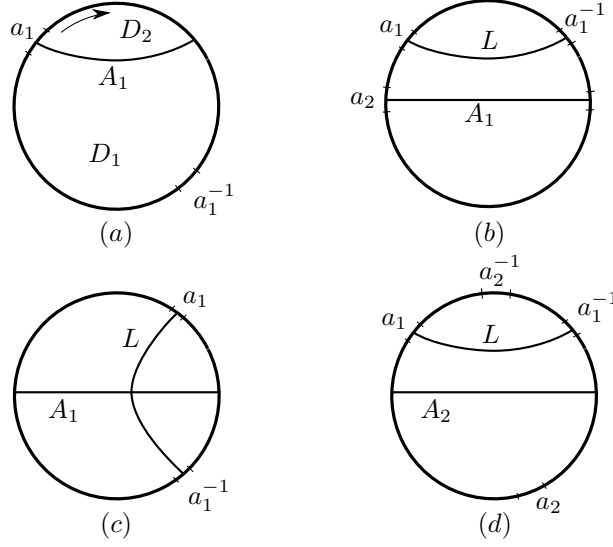 a₁ D₂
A₁
D₁
a₁⁻¹
(a)
a₁ L a₁⁻¹
a₂ A₁
(b)
a₁
L
A₁
a₁⁻¹
(c)
a₂⁻¹
a₁ L a₁⁻¹
A₂
a₂
(d)